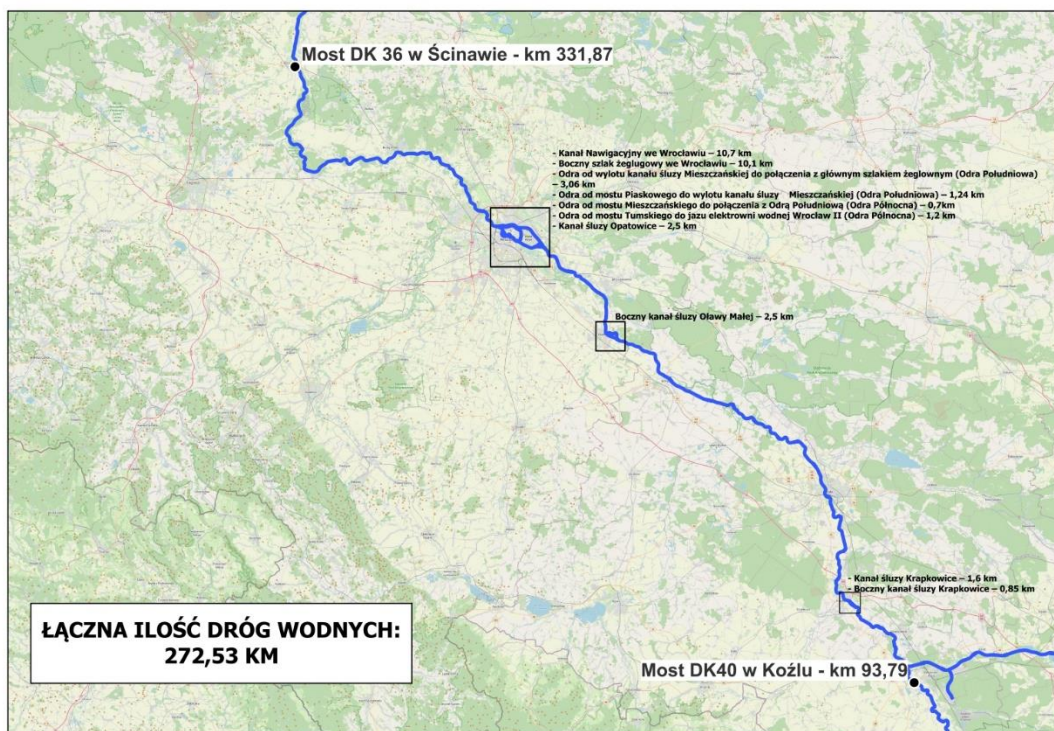 Most DK 36 w Ścinawie - km 331,87
- Kanał Nawigacyjny we Wrocławiu – 10,7 km
- Boczny szlak żeglugowy we Wrocławiu – 10,1 km
- Odra od wylotu kanału śluzy Mieszczańskiej do połączenia z głównym szlakiem żeglownym (Odra Południowa)
– 3,06 km
- Odra od mostu Piaskowego do wylotu kanału śluzy Mieszczańskiej (Odra Południowa) – 1,24 km
- Odra od mostu Mieszczańskiego do połączenia z Odrą Południową (Odra Północna) – 0,7km
- Odra od mostu Tumskiego do jazu elektrowni wodnej Wrocław II (Odra Północna) – 1,2 km
- Kanał śluzy Opatowice – 2,5 km
Boczny kanał śluzy Oławy Małej – 2,5 km
- Kanał śluzy Krapkowice – 1,6 km
- Boczny kanał śluzy Krapkowice – 0,85 km
ŁĄCZNA ILOŚĆ DRÓG WODNYCH:
272,53 KM
Most DK40 w Koźlu - km 93,79